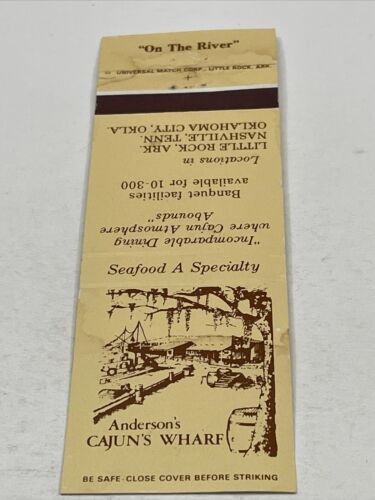 "On The River"
UNIVERSAL MATCH CORP., LITTLE ROCK, ARK.
"Incomparable Dining
where Cajun Atmosphere
Abounds"
Banquet facilities
available for 10-300
Locations in
LITTLE ROCK, ARK.
NASHVILLE, TENN.
OKLAHOMA CITY, OKLA.
Seafood A Specialty
Anderson's
CAJUN'S WHARF
BE SAFE - CLOSE COVER BEFORE STRIKING